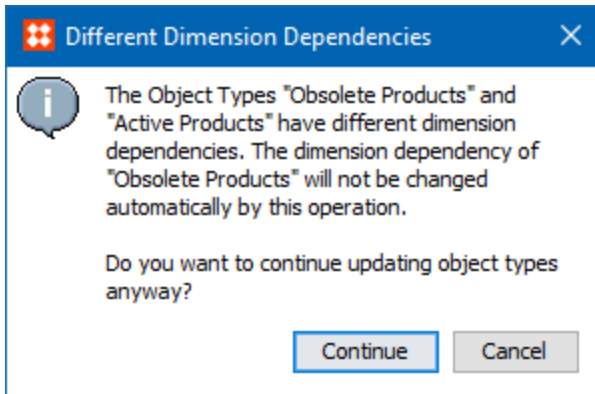 Different Dimension Dependencies
The Object Types "Obsolete Products" and
"Active Products" have different dimension
dependencies. The dimension dependency of
"Obsolete Products" will not be changed
automatically by this operation.
Do you want to continue updating object types
anyway?
Continue Cancel